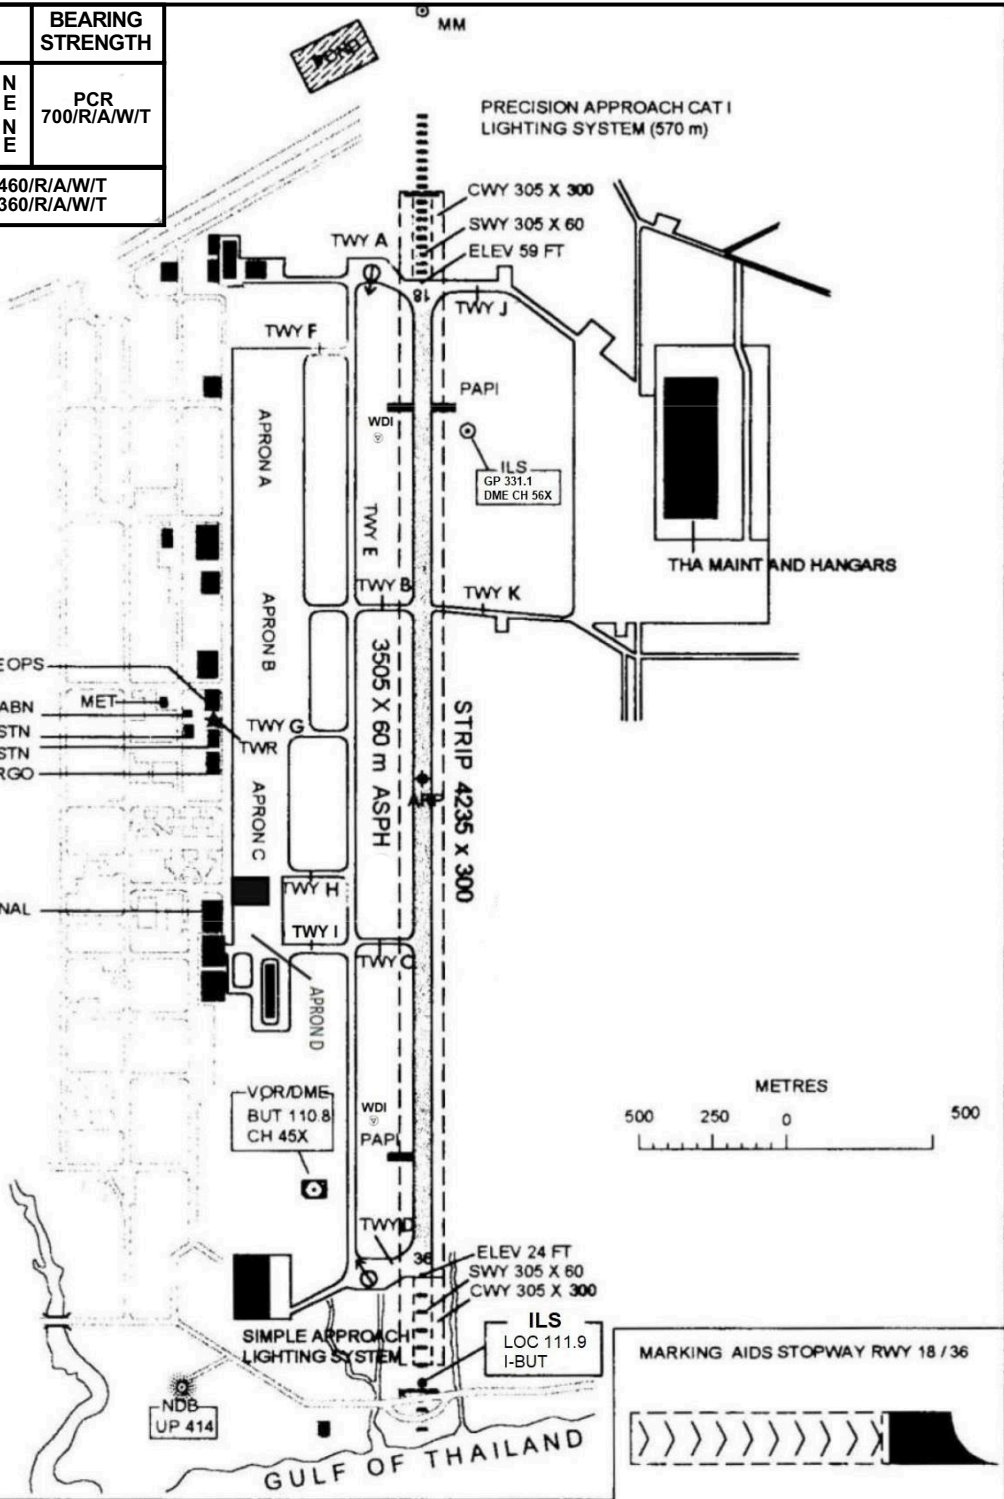 BEARING
STRENGTH
N
E
N
E
PCR
700/R/A/W/T
460/R/A/W/T
360/R/A/W/T
MM
POND
PRECISION APPROACH CAT I
LIGHTING SYSTEM (570 m)
CWY 305 X 300
SWY 305 X 60
ELEV 59 FT
TWY A
18
TWY J
TWY F
PAPI
WDI
ILS
GP 331.1
DME CH 56X
APRON A
TWY E
THA MAINT AND HANGARS
TWY B
TWY K
APRON B
3505 X 60 m ASPH
STRIP 4235 x 300
E OPS
ABN
MET
STN
STN
RGO
TWY G
TWR
ARP
APRON C
TWY H
NAL
TWY I
TWY C
APRON D
VOR/DME
BUT 110.8
CH 45X
WDI
PAPI
METRES
500 250 0 500
TWY D
36
ELEV 24 FT
SWY 305 X 60
CWY 305 X 300
SIMPLE APPROACH
LIGHTING SYSTEM
ILS
LOC 111.9
I-BUT
NDB
UP 414
GULF OF THAILAND
MARKING AIDS STOPWAY RWY 18 / 36